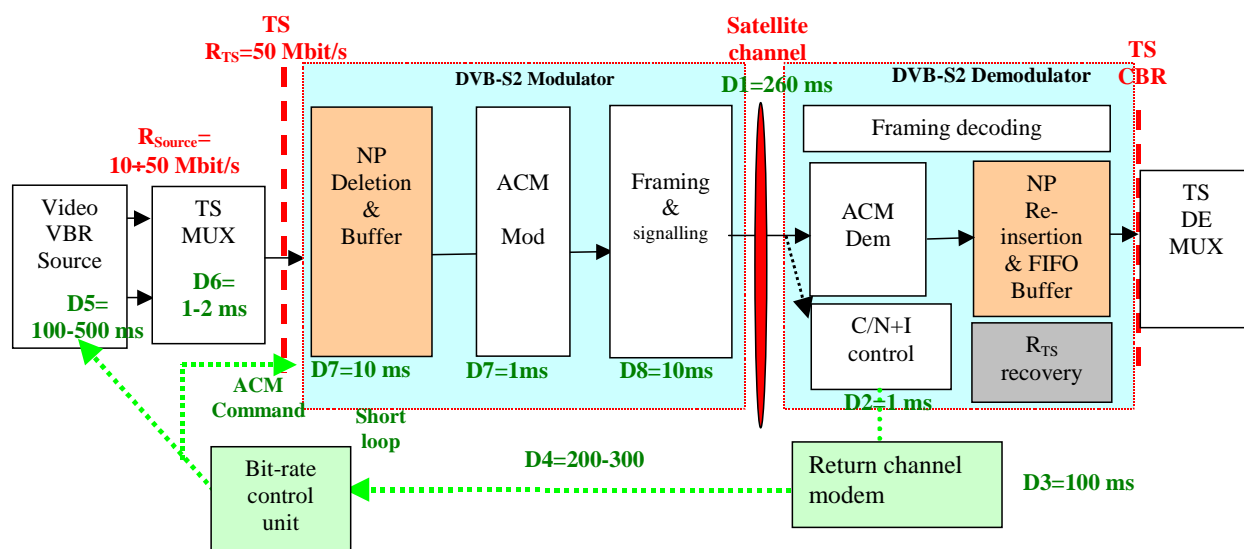 TS
R_TS=50 Mbit/s
Satellite
channel
TS
CBR
DVB-S2 Modulator
D1=260 ms
DVB-S2 Demodulator
R_Source=
10÷50 Mbit/s
Video
VBR
Source
D5=
100-500 ms
TS
MUX
D6=
1-2 ms
NP
Deletion
&
Buffer
D7=10 ms
ACM
Mod
D7=1ms
Framing
&
signalling
D8=10ms
Framing decoding
ACM
Dem
NP
Re-
insertion
& FIFO
Buffer
C/N+I
control
D2=1 ms
R_TS
recovery
TS
DE
MUX
ACM
Command
Short
loop
Bit-rate
control
unit
D4=200-300
Return channel
modem
D3=100 ms